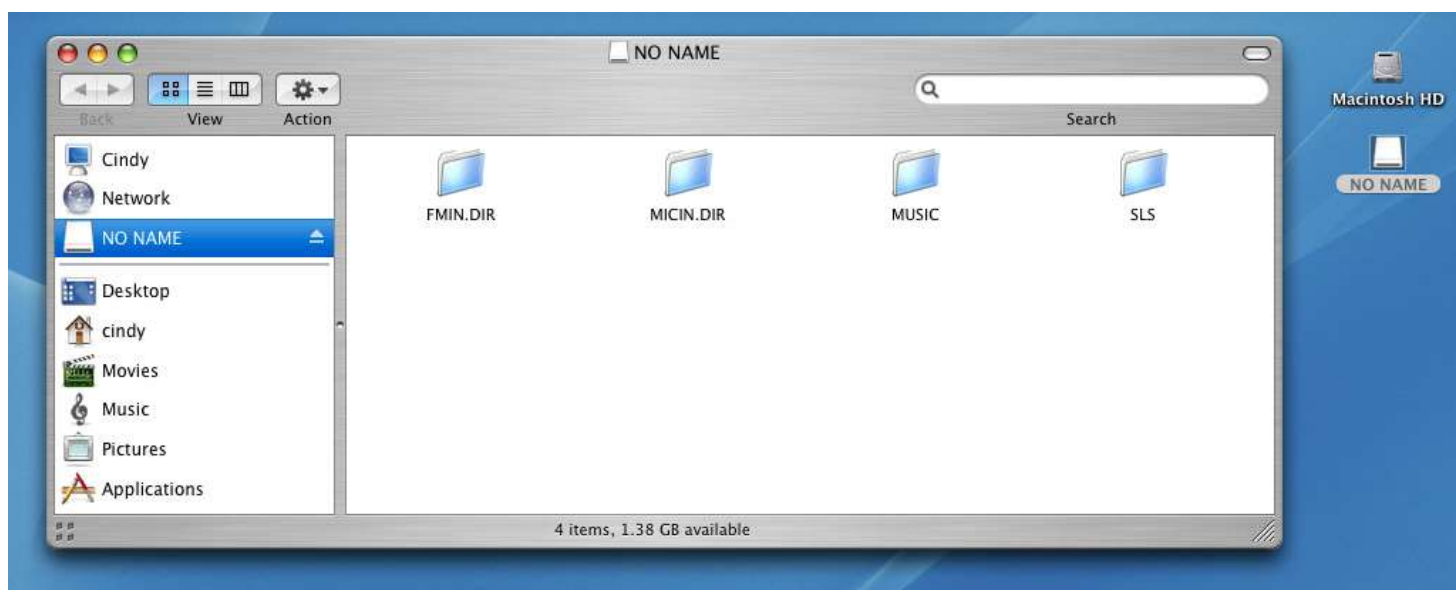 NO NAME
Back View Action Search
Cindy
Network
NO NAME
Desktop
cindy
Movies
Music
Pictures
Applications
FMIN.DIR MICIN.DIR MUSIC SLS
4 items, 1.38 GB available
Macintosh HD
NO NAME